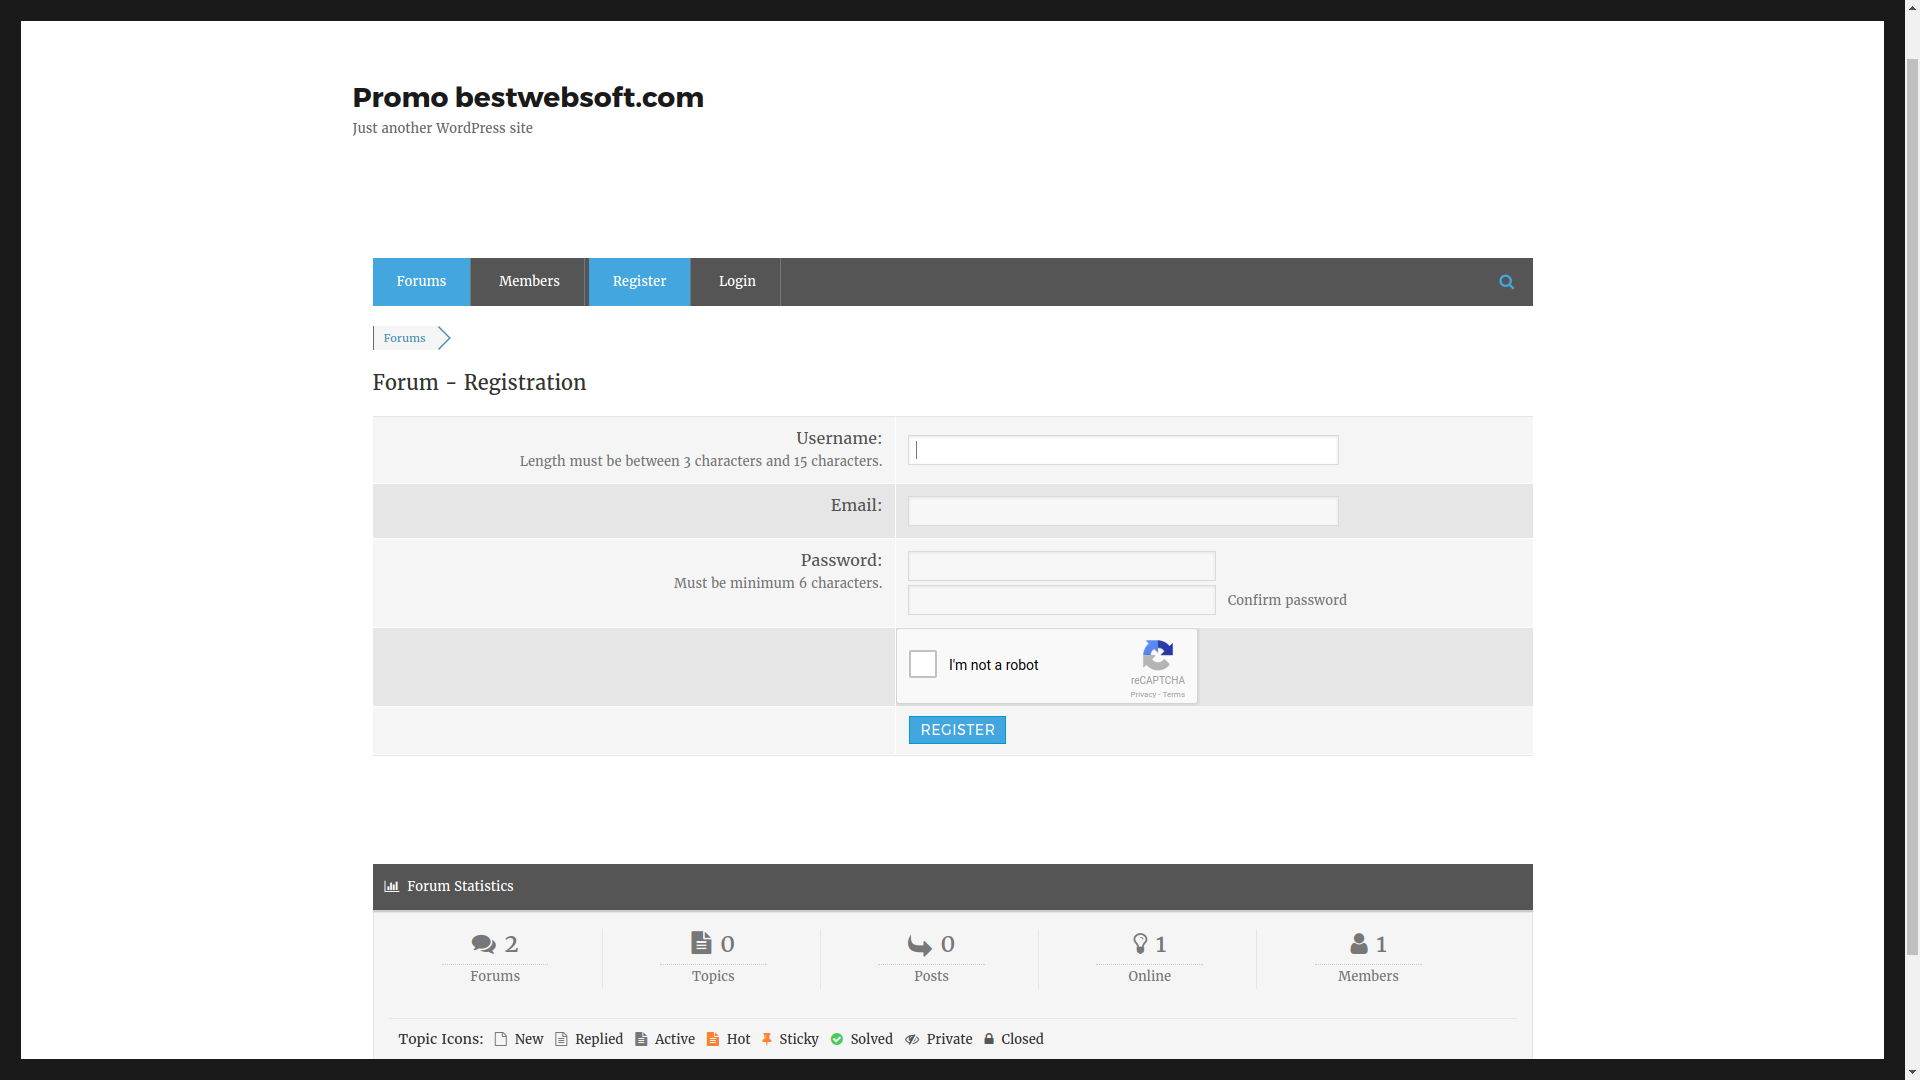 Promo bestwebsoft.com
Just another WordPress site
Forums Members Register Login
Forums
Forum - Registration
Username:
Length must be between 3 characters and 15 characters.
Email:
Password:
Must be minimum 6 characters.
Confirm password
I'm not a robot
reCAPTCHA
Privacy - Terms
REGISTER
Forum Statistics
2 0 0 1 1
Forums Topics Posts Online Members
Topic Icons: New Replied Active Hot Sticky Solved Private Closed